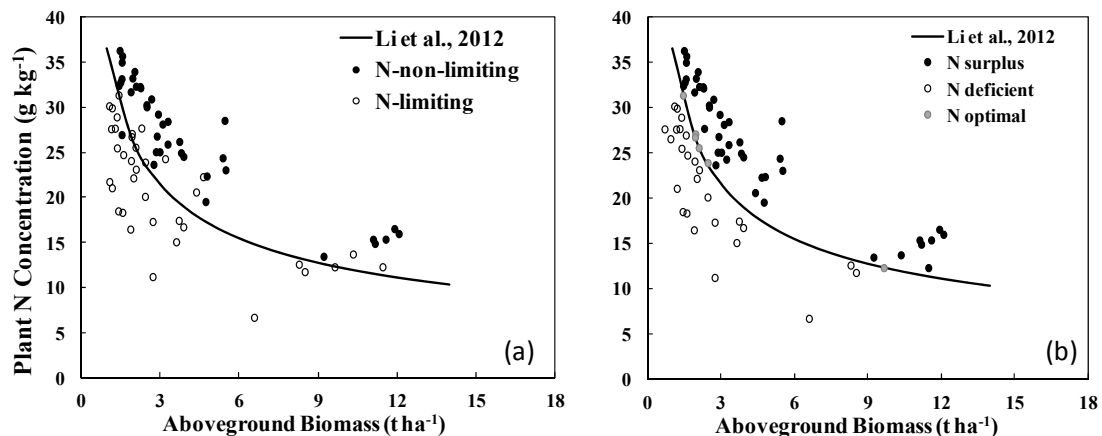 40
35
30
25
20
15
10
5
0
Plant N Concentration (g kg⁻¹)
Li et al., 2012
N-non-limiting
N-limiting
(a)
0 3 6 9 12 15 18
Aboveground Biomass (t ha⁻¹)
40
35
30
25
20
15
10
5
0
Li et al., 2012
N surplus
N deficient
N optimal
(b)
0 3 6 9 12 15 18
Aboveground Biomass (t ha⁻¹)